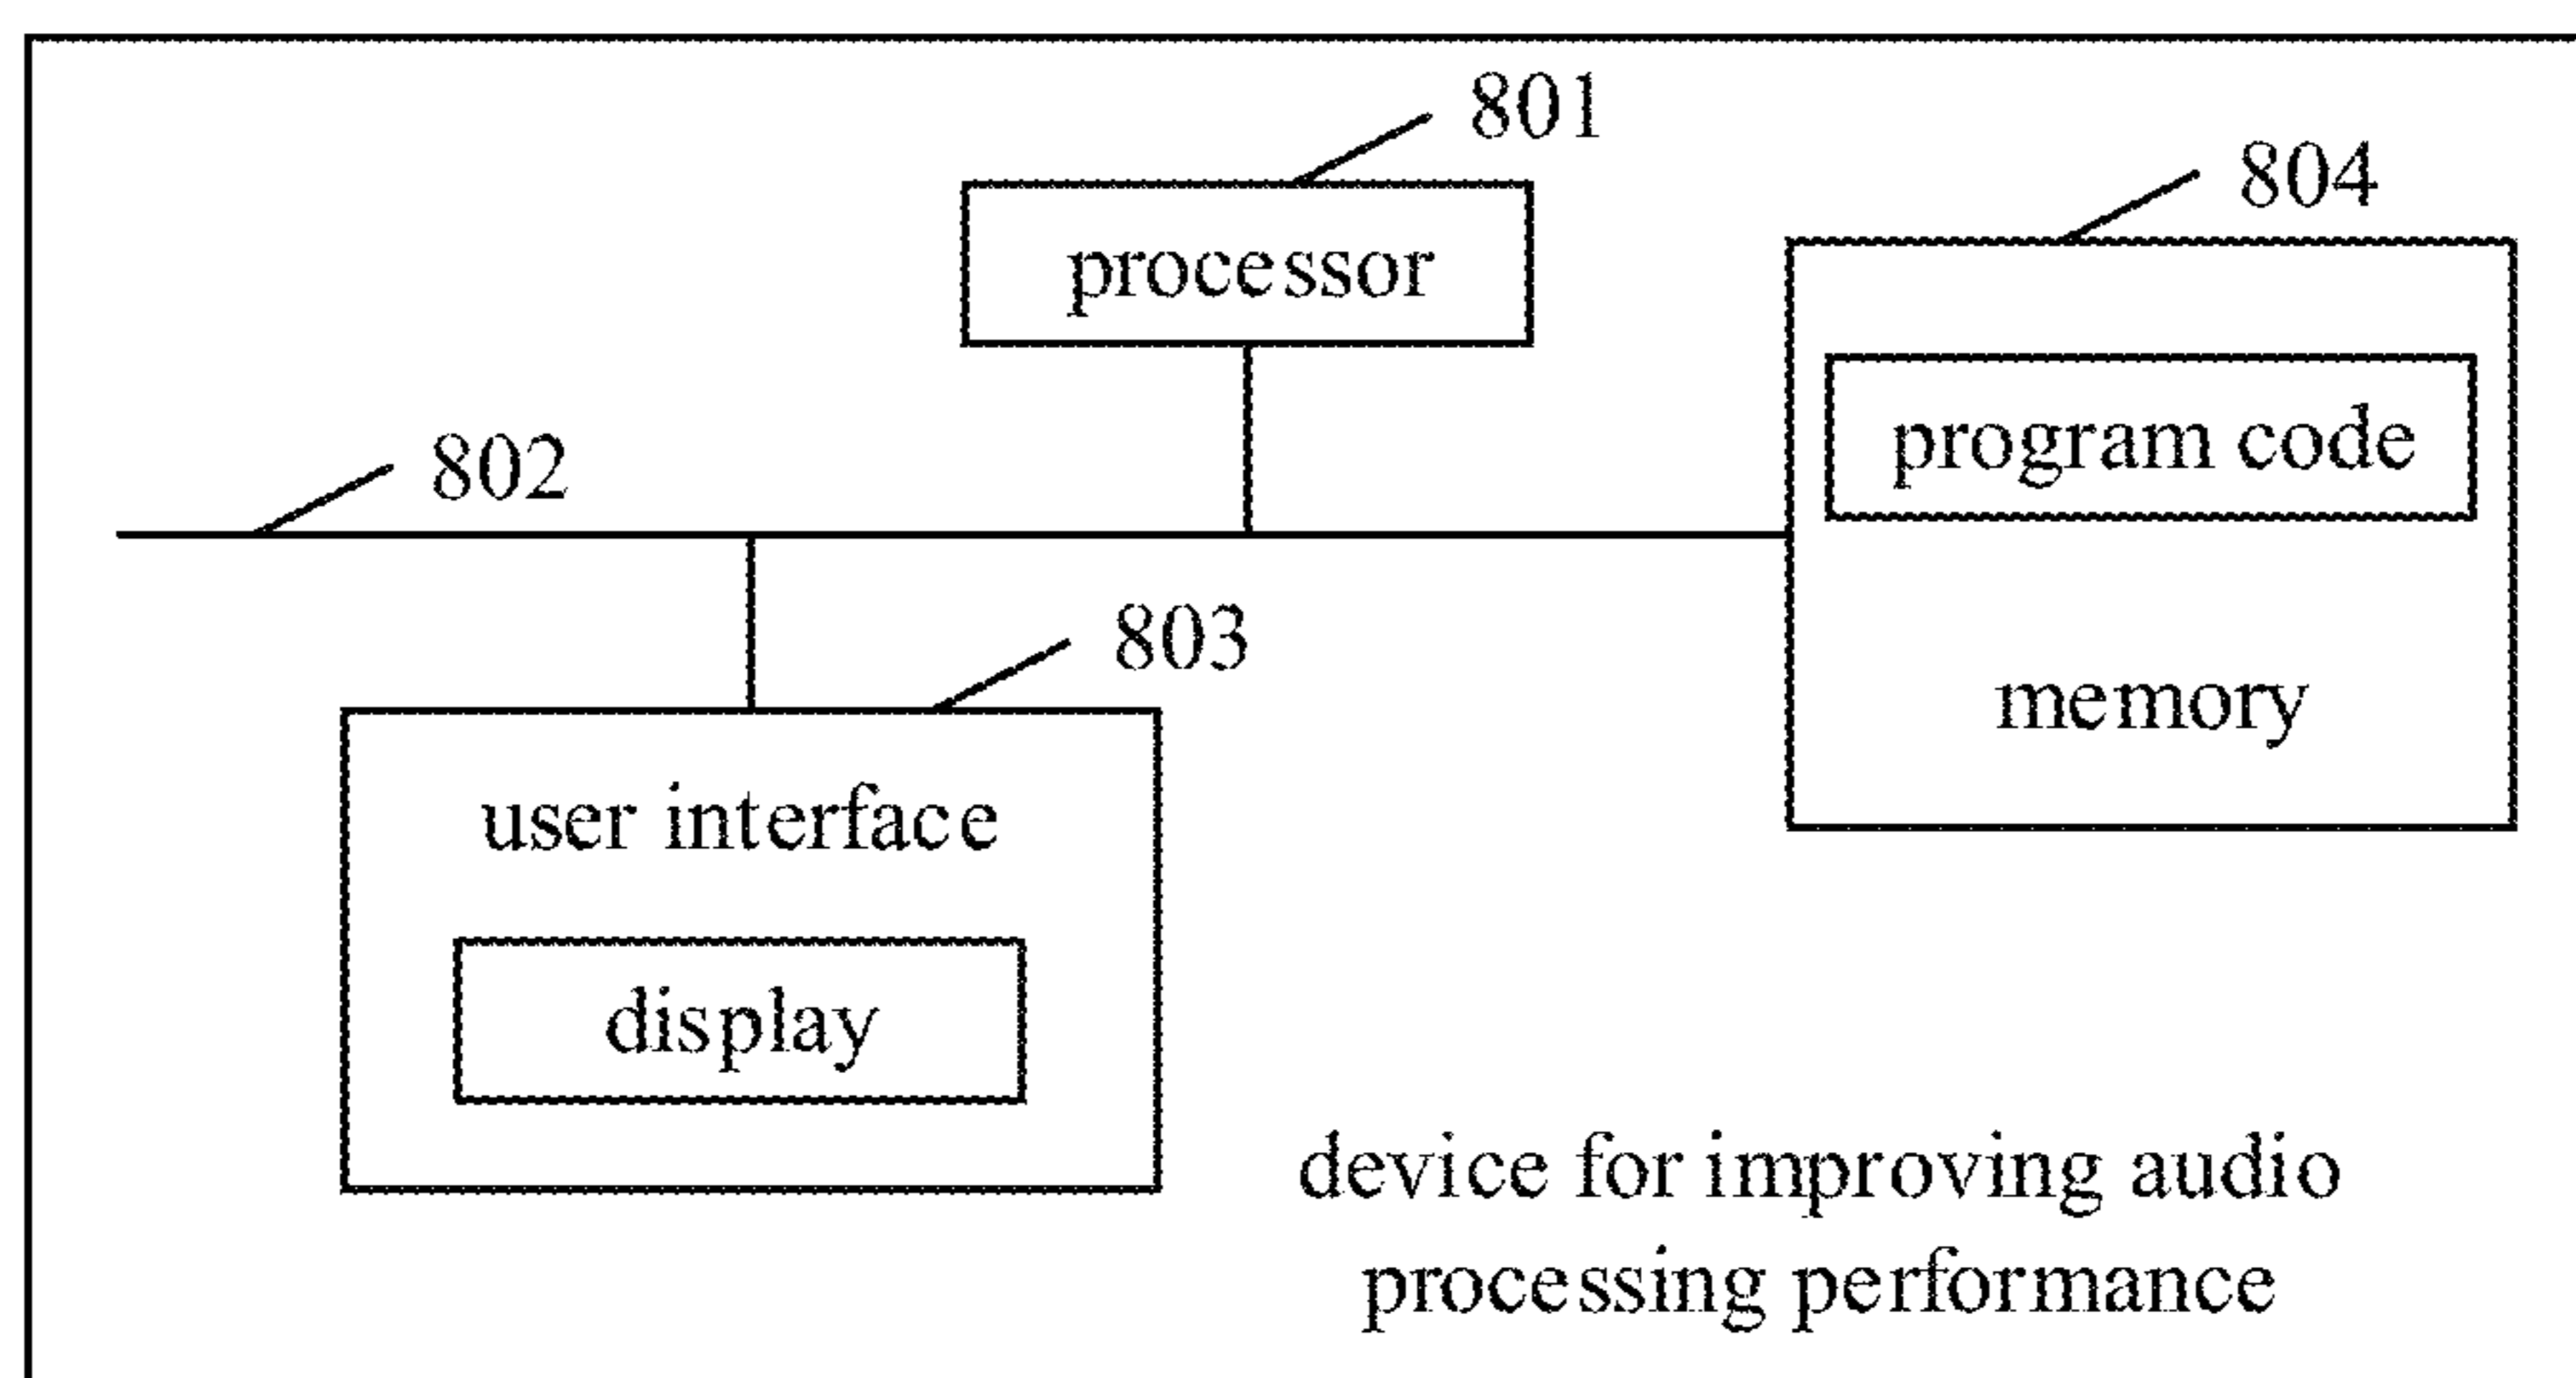 801
804
processor
program code
802
803
memory
user interface
display
device for improving audio
processing performance